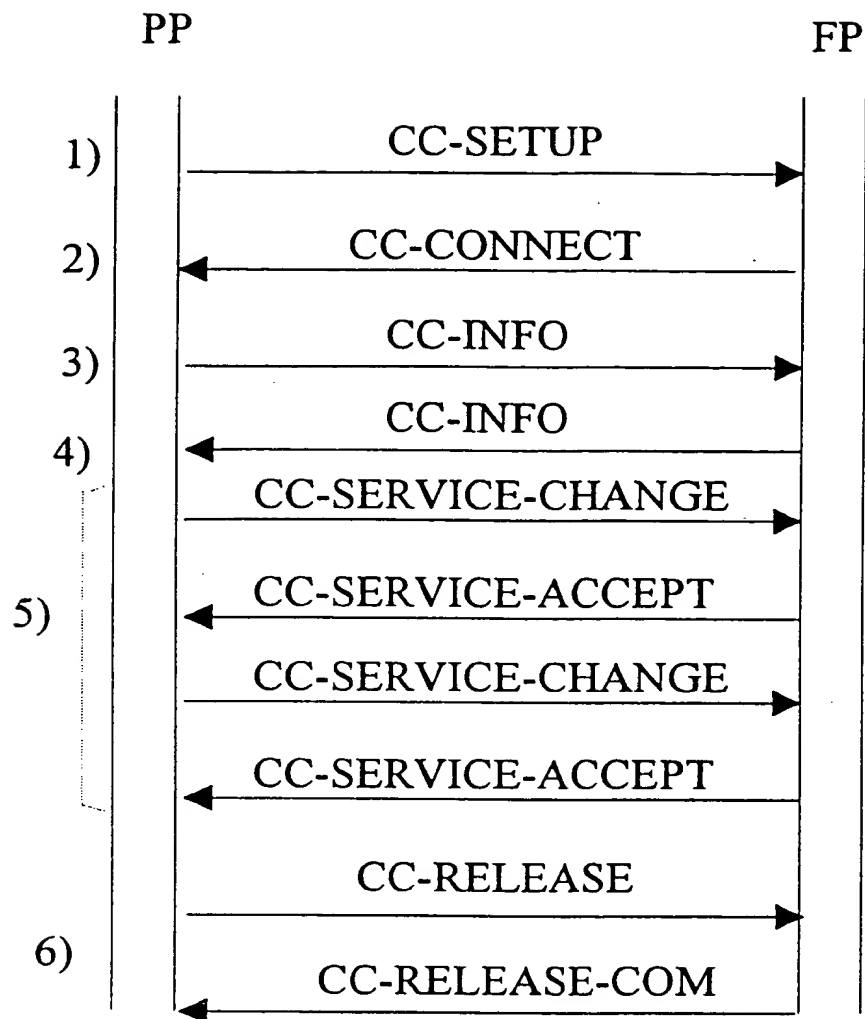 PP
FP
1)
CC-SETUP
2)
CC-CONNECT
3)
CC-INFO
CC-INFO
4)
CC-SERVICE-CHANGE
5)
CC-SERVICE-ACCEPT
CC-SERVICE-CHANGE
CC-SERVICE-ACCEPT
CC-RELEASE
6)
CC-RELEASE-COM